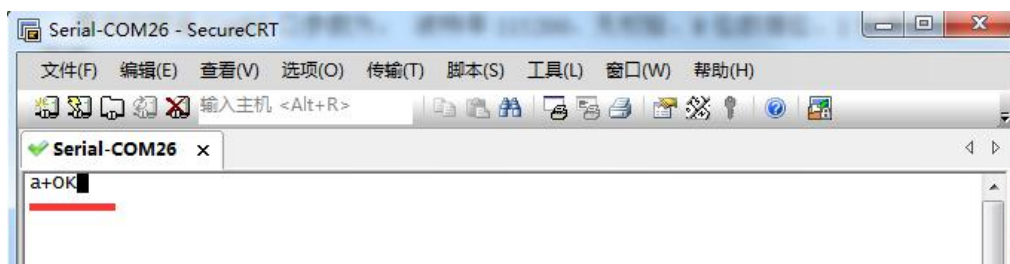 Serial-COM26 - SecureCRT
文件(F) 编辑(E) 查看(V) 选项(O) 传输(T) 脚本(S) 工具(L) 窗口(W) 帮助(H)
输入主机 <Alt+R>
Serial-COM26 x
a+OK